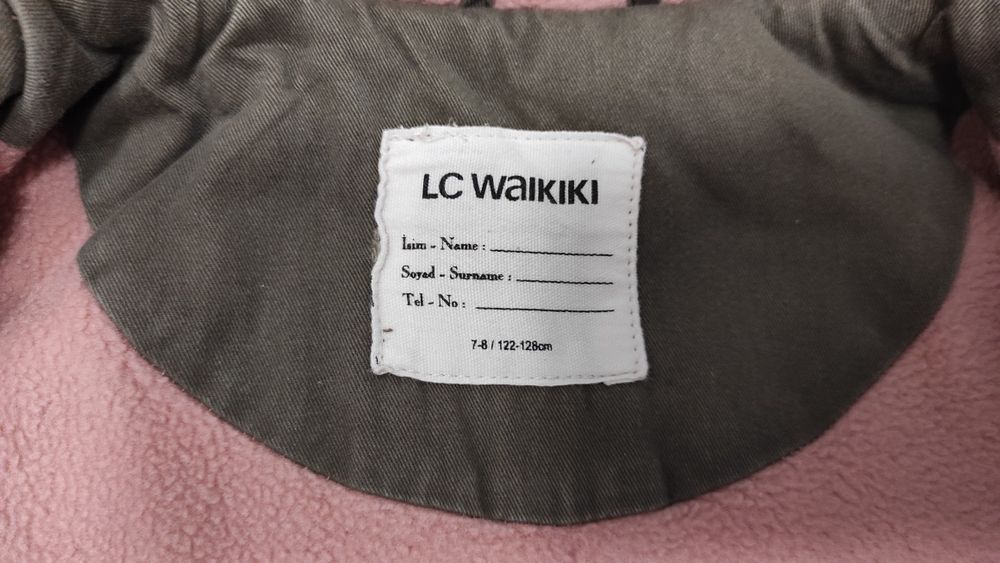 LC WAIKIKI
İsim - Name :
Soyad - Surname :
Tel - No :
7-8 / 122-128cm